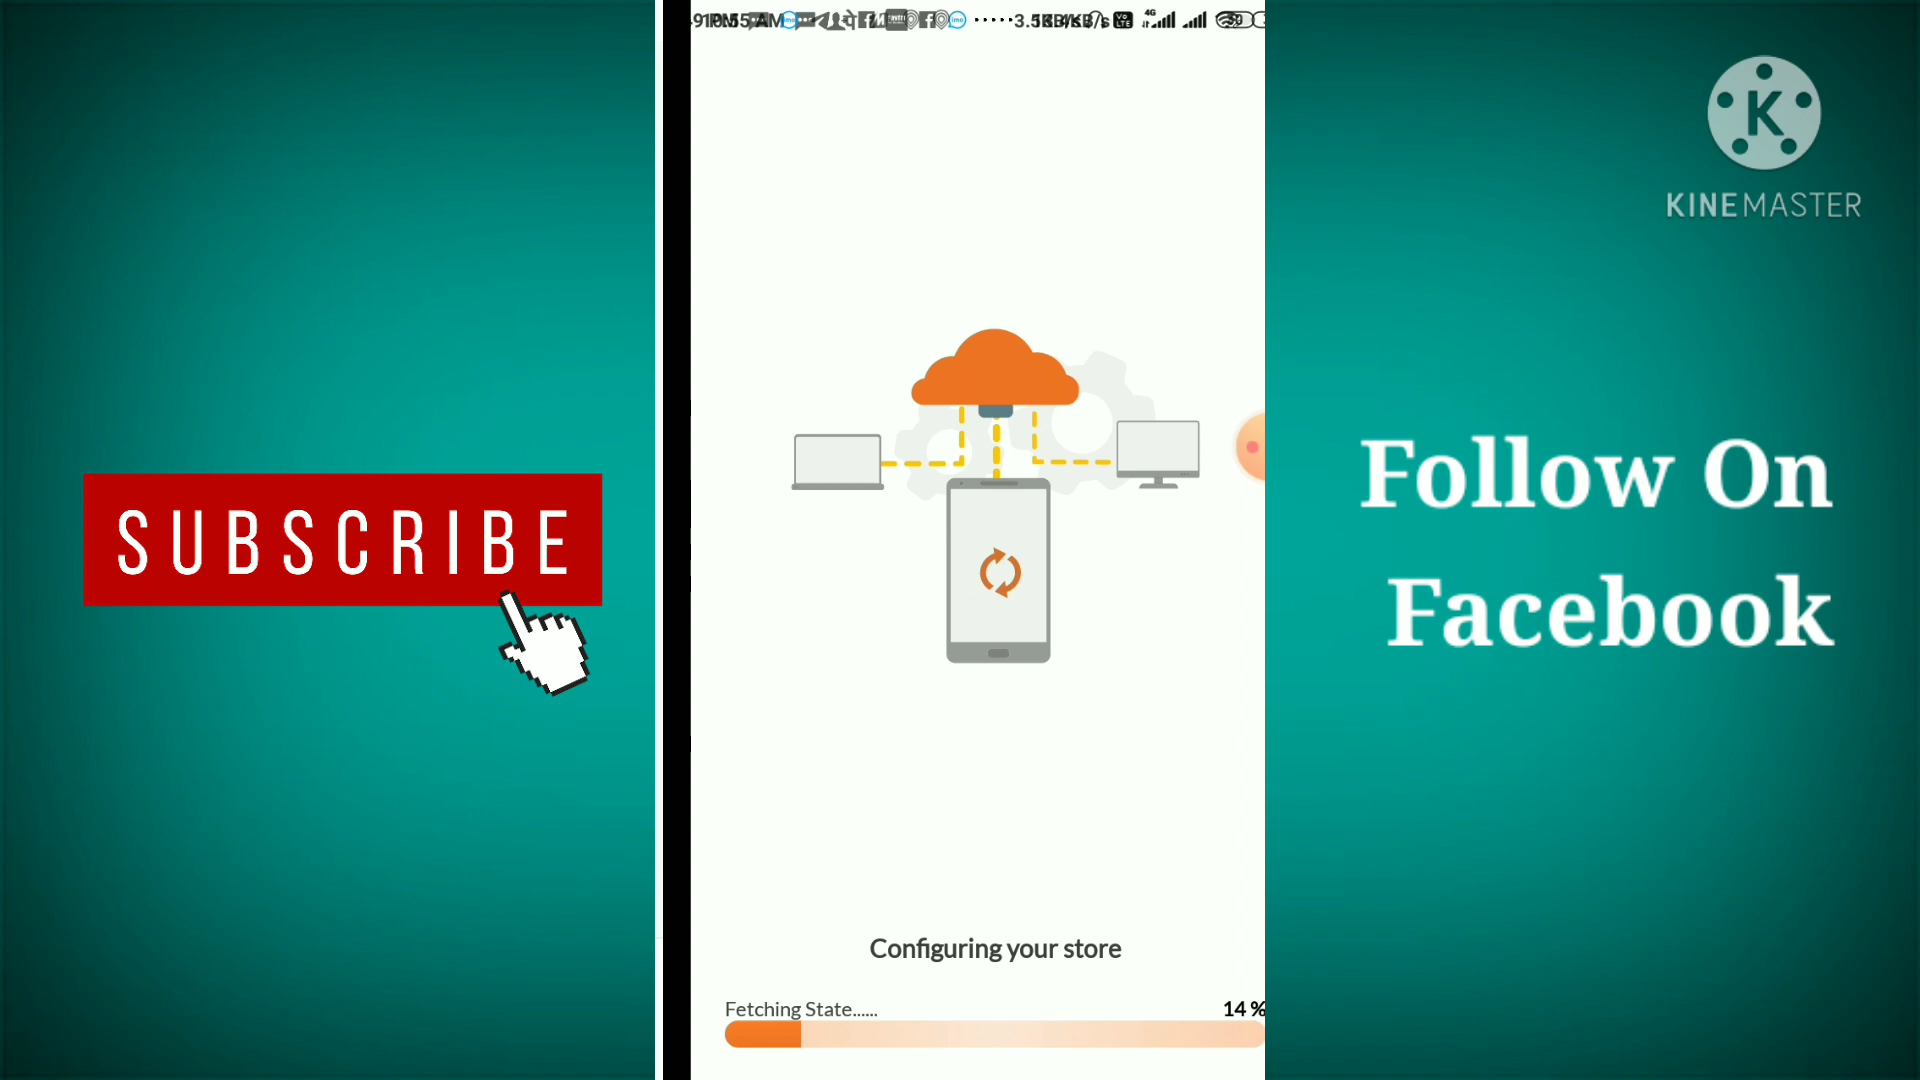 SUBSCRIBE
K
KINEMASTER
Follow On
Facebook
Configuring your store
Fetching State......
14 %